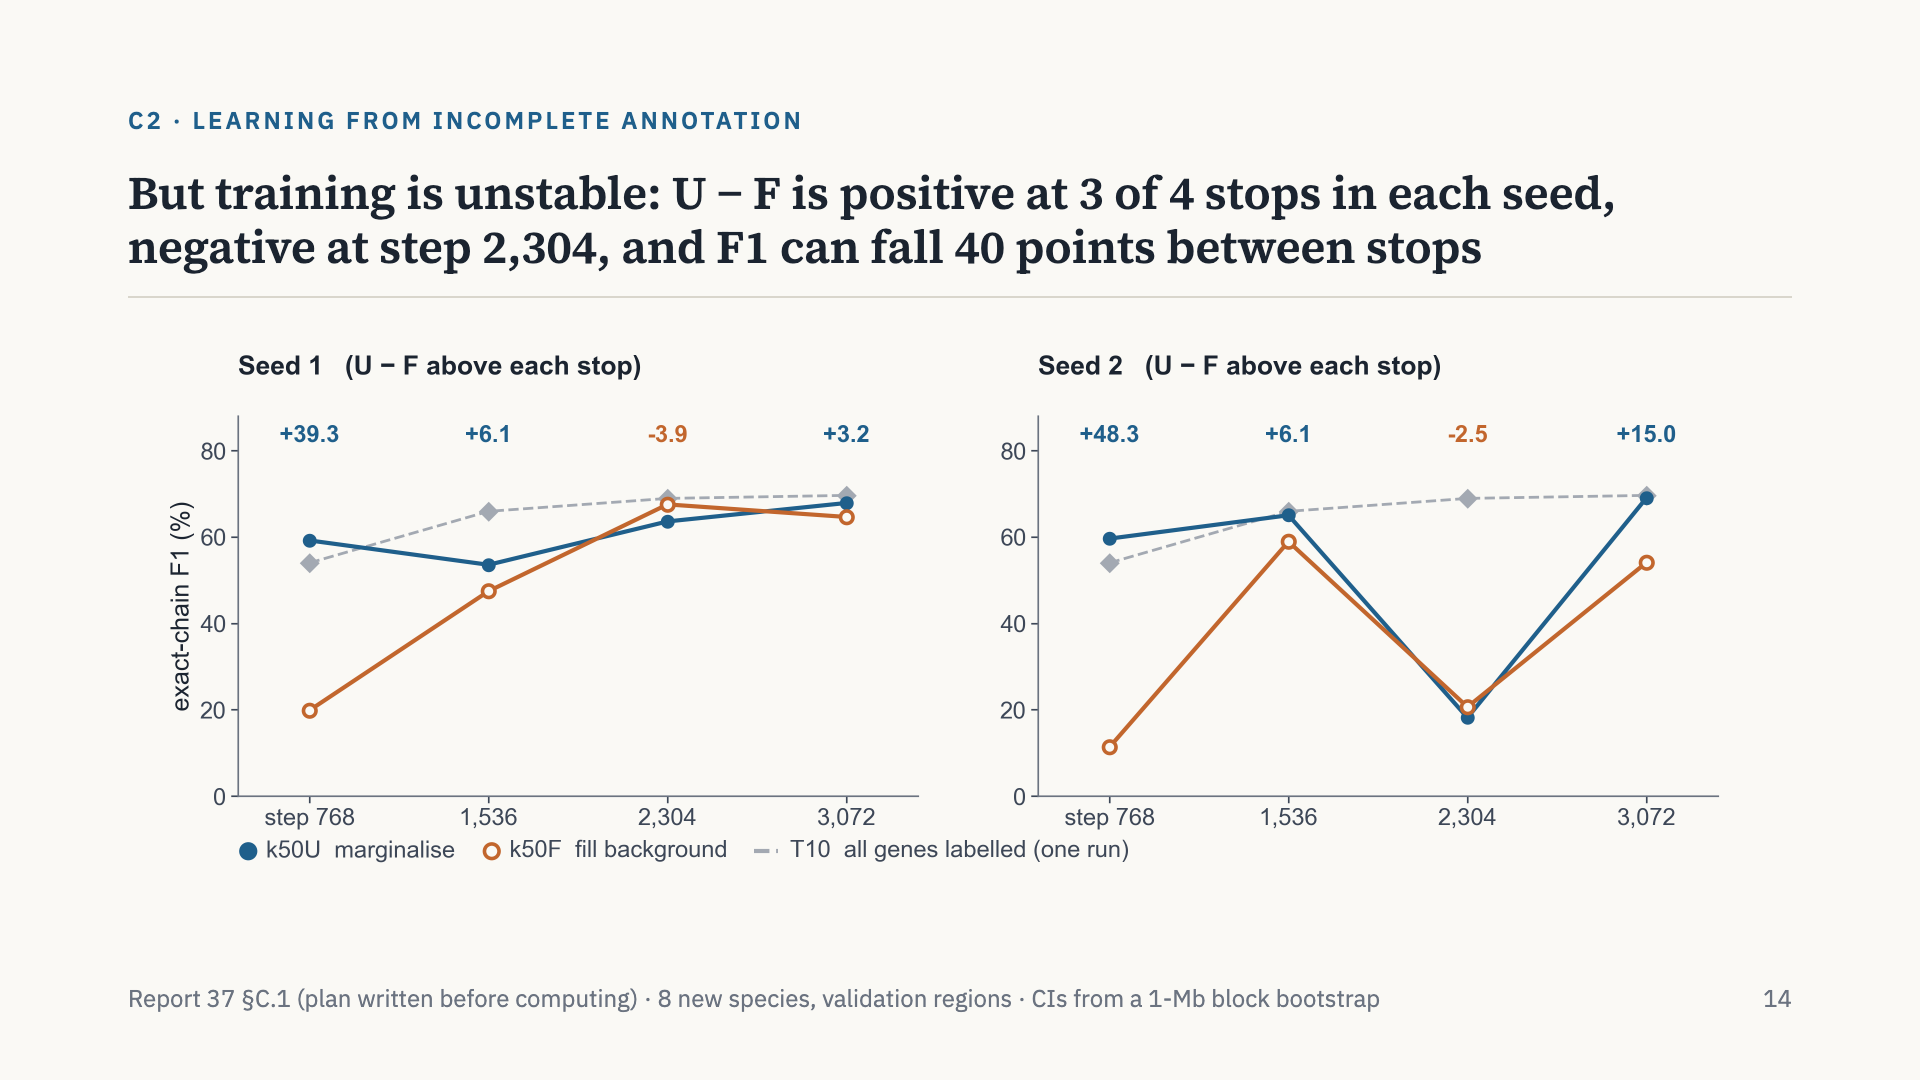 C2 · LEARNING FROM INCOMPLETE ANNOTATION
But training is unstable: U − F is positive at 3 of 4 stops in each seed,
negative at step 2,304, and F1 can fall 40 points between stops
Seed 1 (U − F above each stop)
+39.3 +6.1 -3.9 +3.2
exact-chain F1 (%)
80
60
40
20
0
step 768 1,536 2,304 3,072
Seed 2 (U − F above each stop)
+48.3 +6.1 -2.5 +15.0
80
60
40
20
0
step 768 1,536 2,304 3,072
k50U marginalise k50F fill background T10 all genes labelled (one run)
Report 37 §C.1 (plan written before computing) · 8 new species, validation regions · CIs from a 1-Mb block bootstrap
14